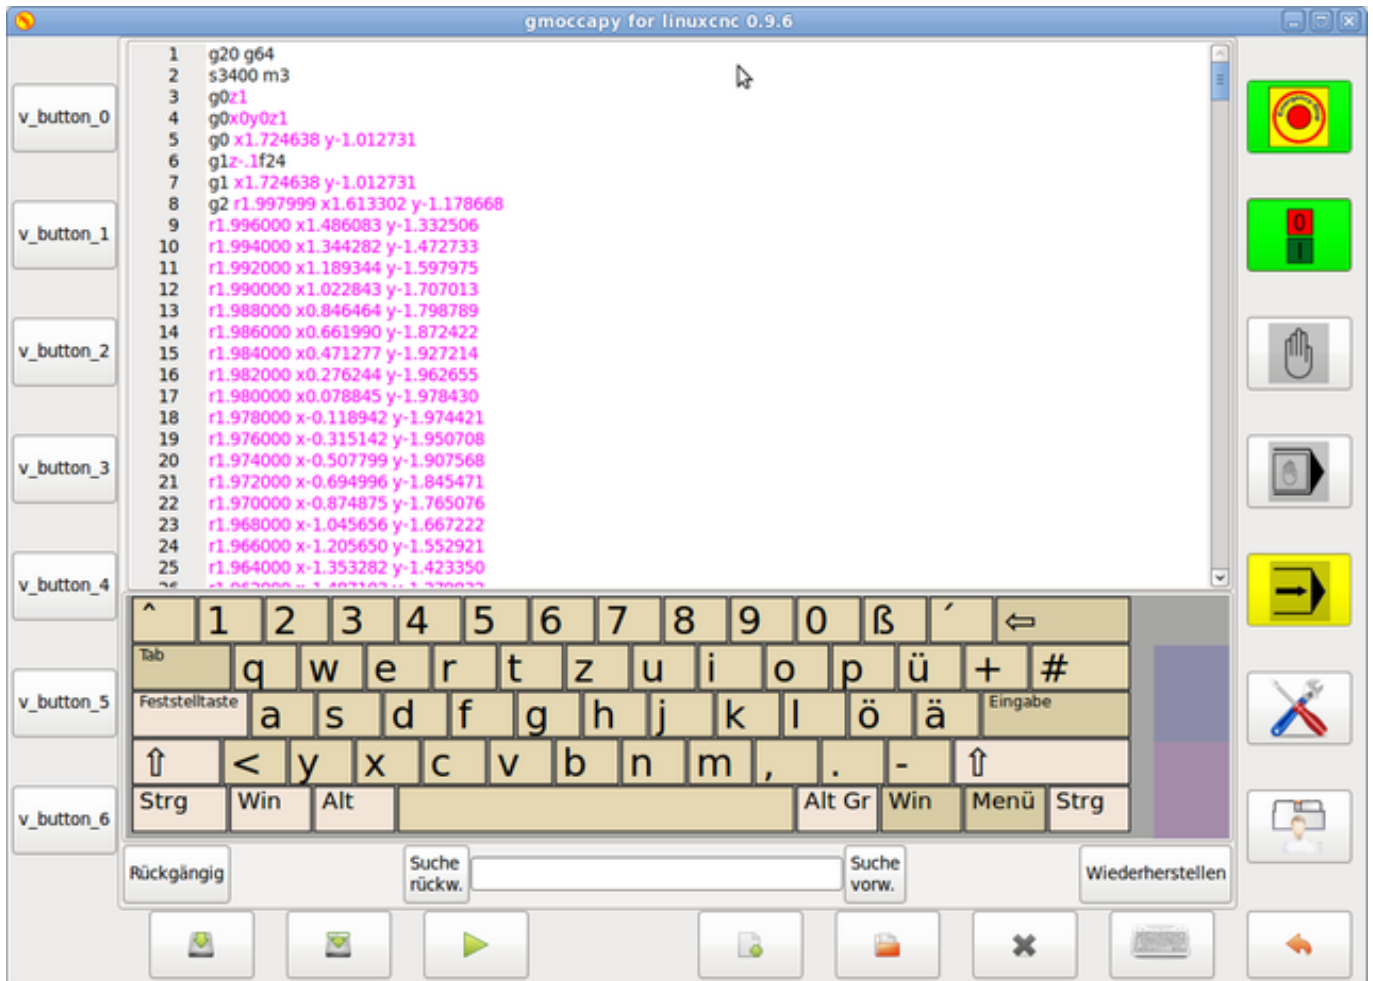 gmoccapy for linuxcnc 0.9.6
v_button_0
v_button_1
v_button_2
v_button_3
v_button_4
v_button_5
v_button_6
1 g20 g64
2 s3400 m3
3 g0z1
4 g0x0y0z1
5 g0 x1.724638 y-1.012731
6 g1z-.1f24
7 g1 x1.724638 y-1.012731
8 g2 r1.997999 x1.613302 y-1.178668
9 r1.996000 x1.486083 y-1.332506
10 r1.994000 x1.344282 y-1.472733
11 r1.992000 x1.189344 y-1.597975
12 r1.990000 x1.022843 y-1.707013
13 r1.988000 x0.846464 y-1.798789
14 r1.986000 x0.661990 y-1.872422
15 r1.984000 x0.471277 y-1.927214
16 r1.982000 x0.276244 y-1.962655
17 r1.980000 x0.078845 y-1.978430
18 r1.978000 x-0.118942 y-1.974421
19 r1.976000 x-0.315142 y-1.950708
20 r1.974000 x-0.507799 y-1.907568
21 r1.972000 x-0.694996 y-1.845471
22 r1.970000 x-0.874875 y-1.765076
23 r1.968000 x-1.045656 y-1.667222
24 r1.966000 x-1.205650 y-1.552921
25 r1.964000 x-1.353282 y-1.423350
^ 1 2 3 4 5 6 7 8 9 0 ß ´ ⇦
Tab q w e r t z u i o p ü + #
Feststelltaste a s d f g h j k l ö ä Eingabe
⇧ < y x c v b n m , . - ⇧
Strg Win Alt Alt Gr Win Menü Strg
Rückgängig
Suche
rückw.
Suche
vorw.
Wiederherstellen
0
I